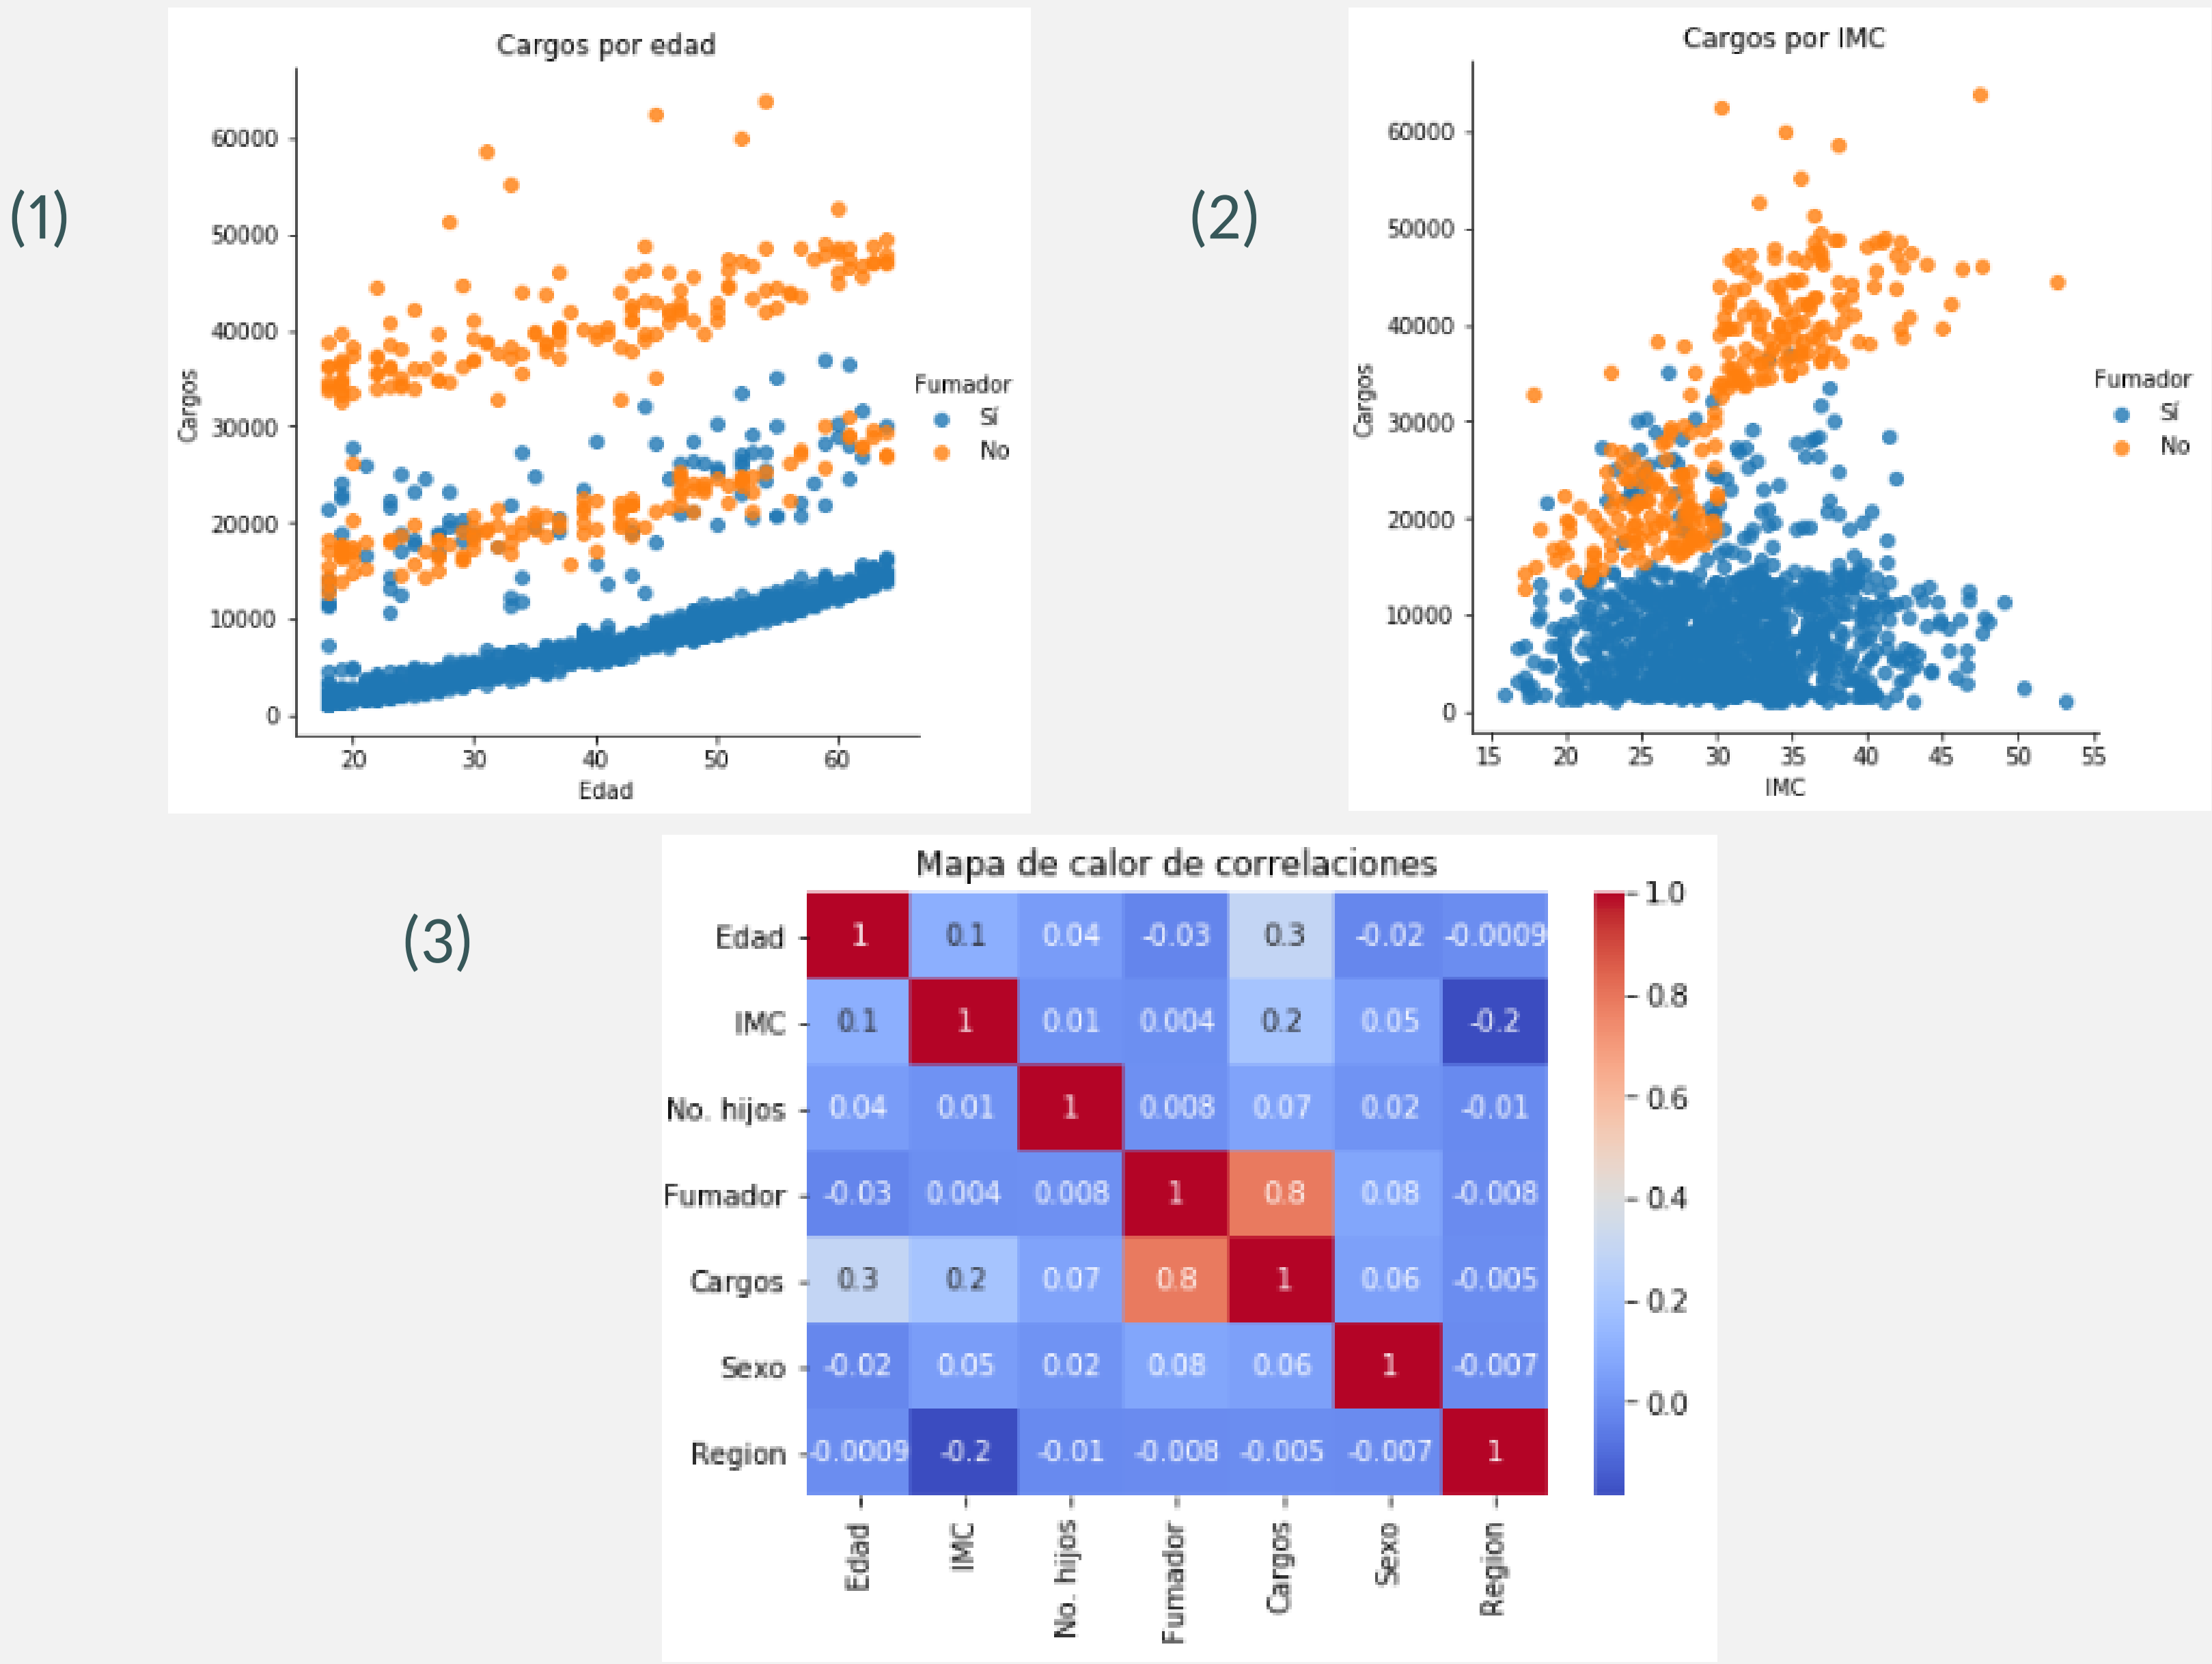 (1)
Cargos por edad
60000
50000
40000
30000
20000
10000
0
Cargos
20 30 40 50 60
Edad
Fumador
Sí
No
(2)
Cargos por IMC
60000
50000
40000
30000
20000
10000
0
Cargos
15 20 25 30 35 40 45 50 55
IMC
Fumador
Sí
No
(3)
Mapa de calor de correlaciones
Edad 1 0.1 0.04 -0.03 0.3 -0.02 -0.0009
IMC 0.1 1 0.01 0.004 0.2 0.05 -0.2
No. hijos 0.04 0.01 1 0.008 0.07 0.02 -0.01
Fumador -0.03 0.004 0.008 1 0.8 0.08 -0.008
Cargos 0.3 0.2 0.07 0.8 1 0.06 -0.005
Sexo -0.02 0.05 0.02 0.08 0.06 1 -0.007
Region -0.0009 -0.2 -0.01 -0.008 -0.005 -0.007 1
Edad IMC No. hijos Fumador Cargos Sexo Region
1.0
0.8
0.6
0.4
0.2
0.0